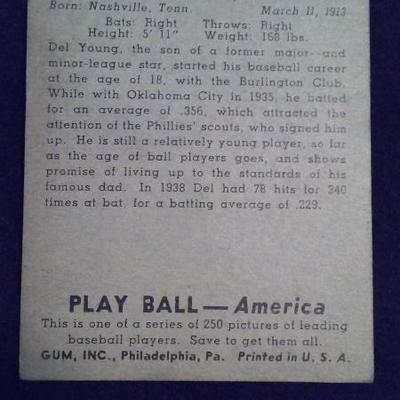 Born: Nashville, Tenn. March 11, 1913
Bats: Right Throws: Right
Height: 5' 11" Weight: 168 lbs.
Del Young, the son of a former major—and
minor-league star, started his baseball career
at the age of 18, with the Burlington Club.
While with Oklahoma City in 1935, he batted
for an average of .356, which attracted the
attention of the Phillies' scouts, who signed him
up. He is still a relatively young player, so far
as the age of ball players goes, and shows
promise of living up to the standards of his
famous dad. In 1938 Del had 78 hits for 340
times at bat, for a batting average of .229.
PLAY BALL — America
This is one of a series of 250 pictures of leading
baseball players. Save to get them all.
GUM, INC., Philadelphia, Pa. Printed in U. S. A.